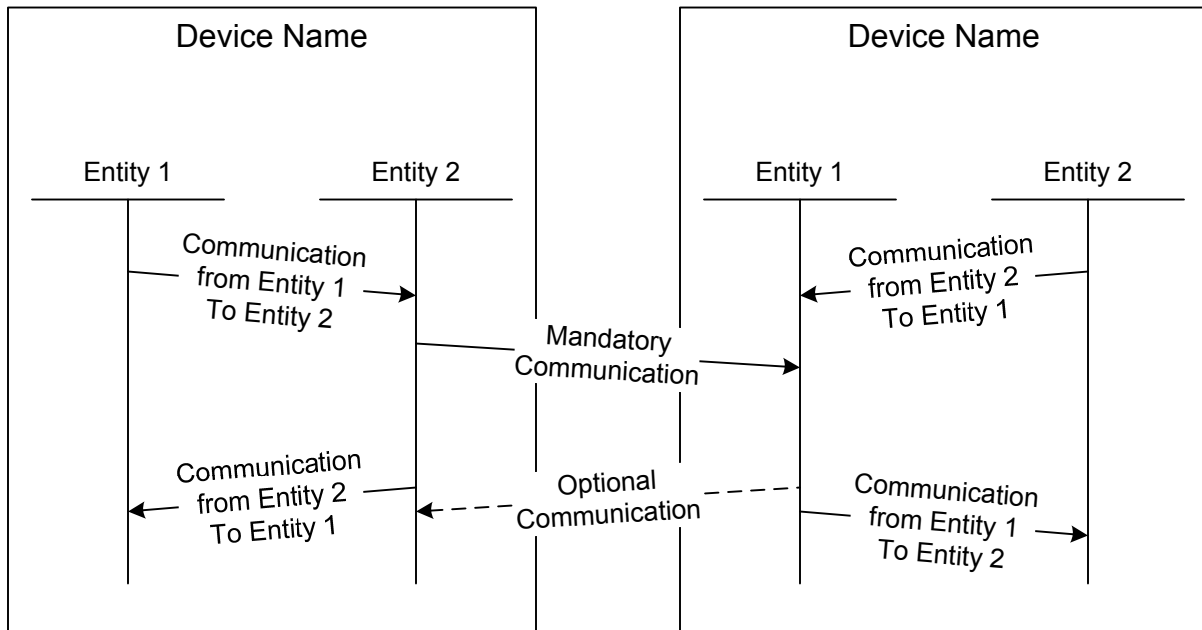 Device Name
Device Name
Entity 1
Entity 2
Entity 1
Entity 2
Communication
from Entity 1
To Entity 2
Communication
from Entity 2
To Entity 1
Mandatory
Communication
Communication
from Entity 2
To Entity 1
Optional
Communication
Communication
from Entity 1
To Entity 2